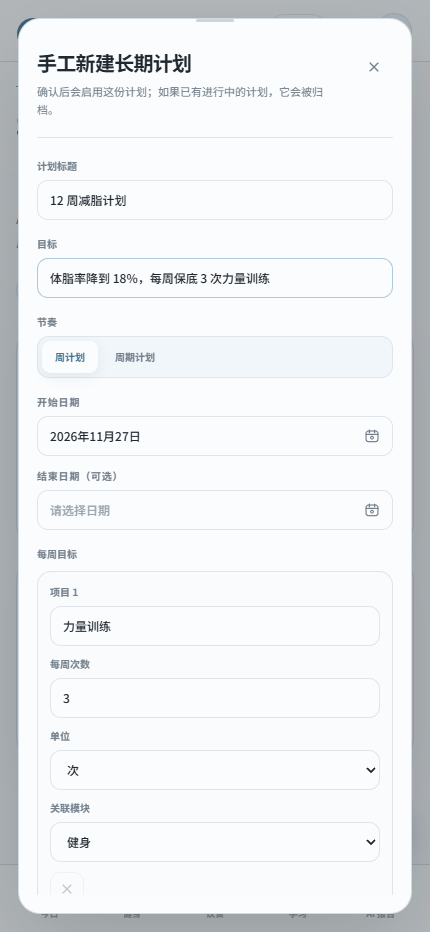 手工新建长期计划
确认后会启用这份计划；如果已有进行中的计划，它会被归
档。
计划标题
12 周减脂计划
目标
体脂率降到 18%，每周保底 3 次力量训练
节奏
周计划 周期计划
开始日期
2026年11月27日
结束日期（可选）
请选择日期
每周目标
项目 1
力量训练
每周次数
3
单位
次
关联模块
健身